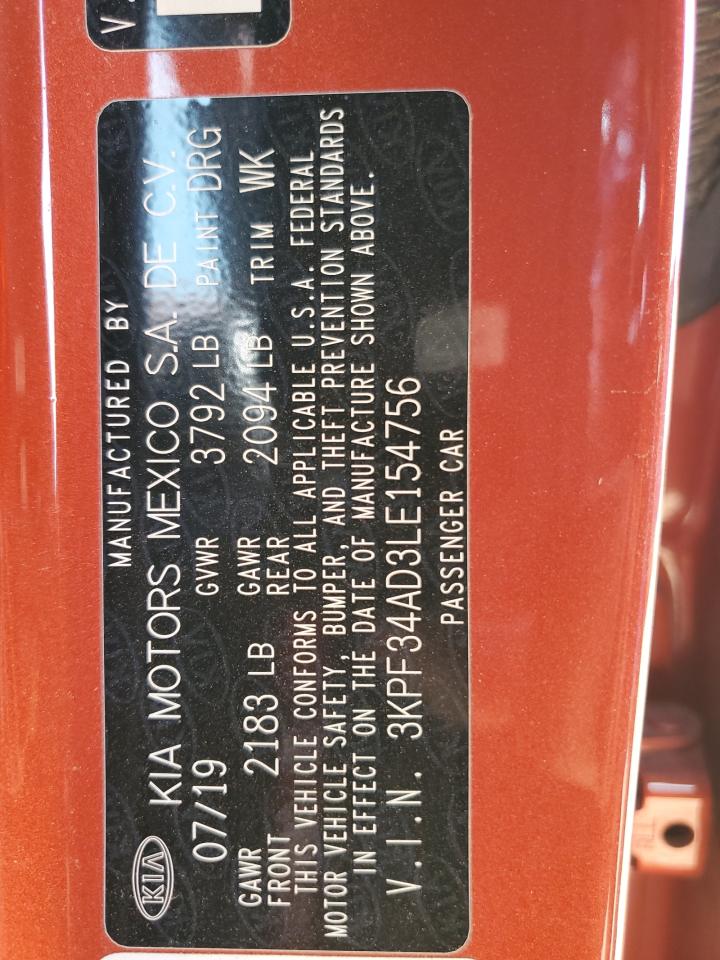 V.
MANUFACTURED BY
KIA KIA MOTORS MEXICO S.A. DE C.V.
07/19 GVWR 3792 LB PAINT DRG
GAWR FRONT 2183 LB GAWR REAR 2094 LB TRIM WK
THIS VEHICLE CONFORMS TO ALL APPLICABLE U.S.A. FEDERAL
MOTOR VEHICLE SAFETY, BUMPER, AND THEFT PREVENTION STANDARDS
IN EFFECT ON THE DATE OF MANUFACTURE SHOWN ABOVE.
V.I.N. 3KPF34AD3LE154756
PASSENGER CAR